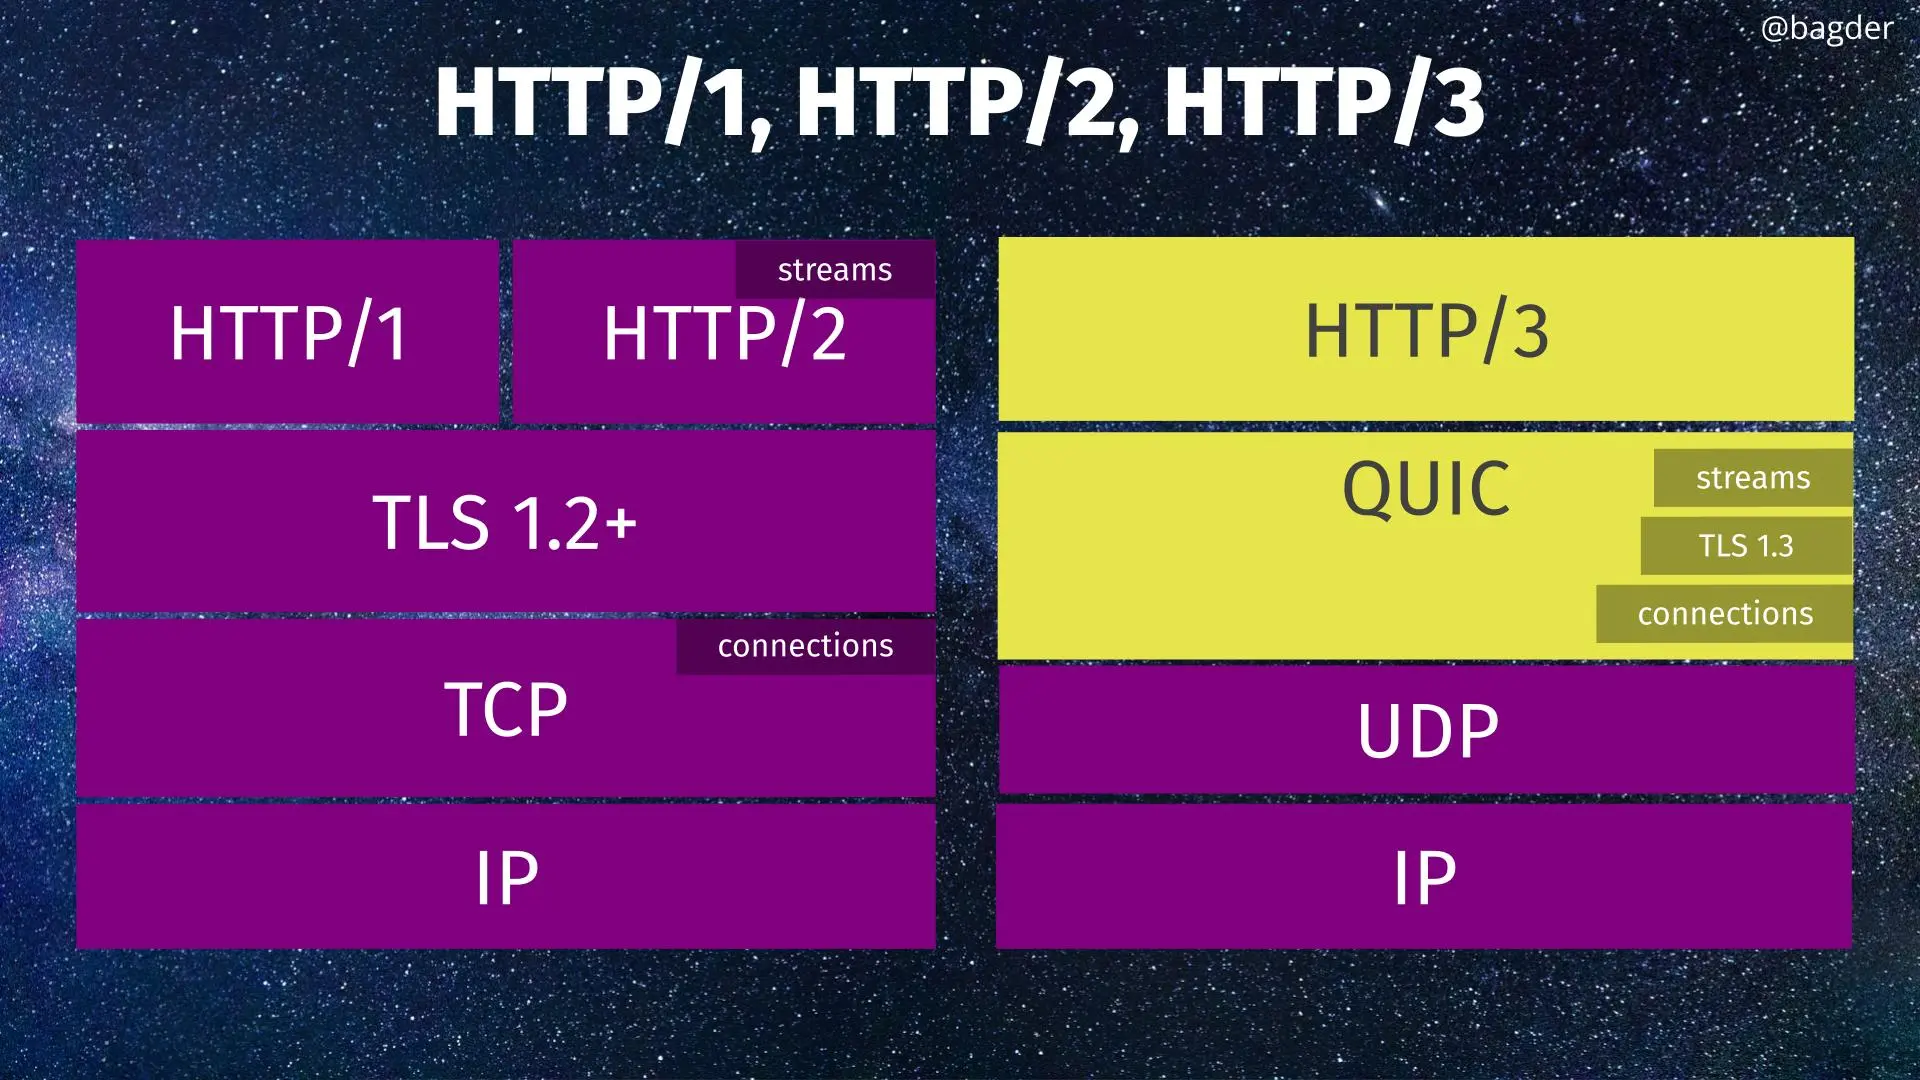 @bagder
HTTP/1, HTTP/2, HTTP/3
HTTP/1
streams
HTTP/2
TLS 1.2+
connections
TCP
IP
HTTP/3
QUIC
streams
TLS 1.3
connections
UDP
IP